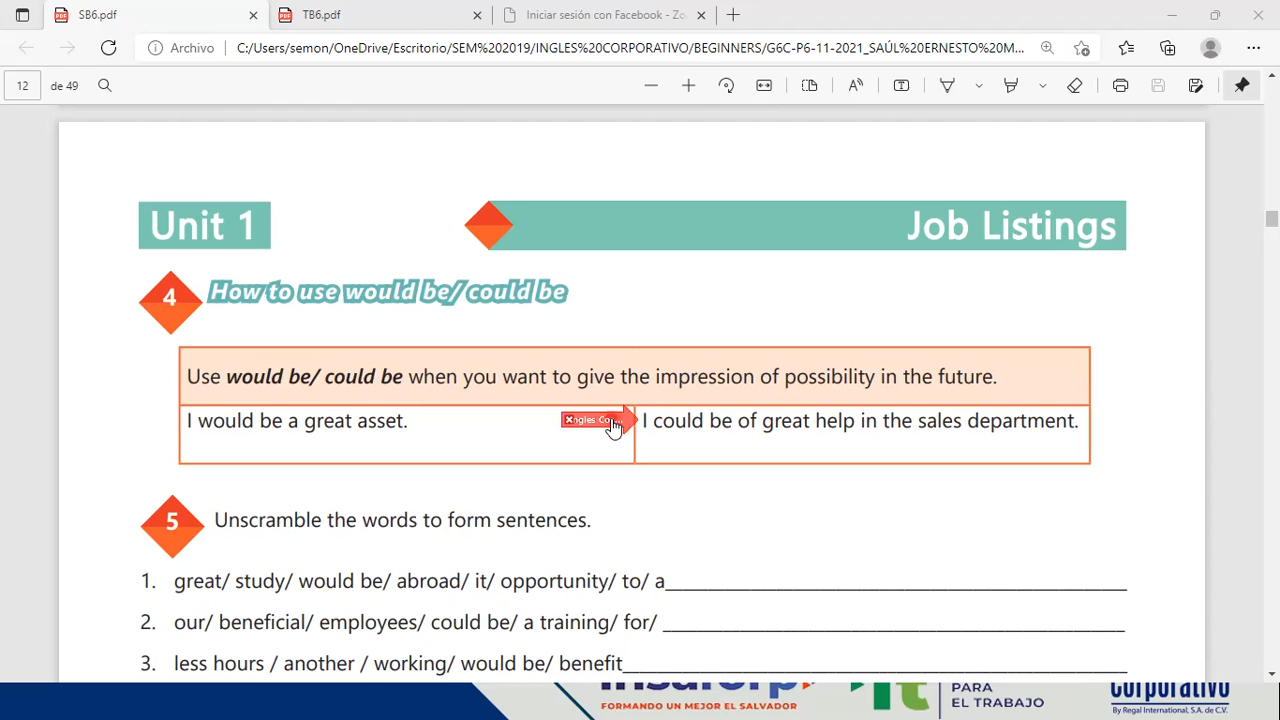 SB6.pdf
TB6.pdf
Iniciar sesión con Facebook - Zo
Archivo
C:/Users/semon/OneDrive/Escritorio/SEM%202019/INGLES%20CORPORATIVO/BEGINNERS/G6C-P6-11-2021_SAÚL%20ERNESTO%20M...
12
de 49
Unit 1
Job Listings
4
How to use would be/ could be
Use would be/ could be when you want to give the impression of possibility in the future.
I would be a great asset.
I could be of great help in the sales department.
5
Unscramble the words to form sentences.
1. great/ study/ would be/ abroad/ it/ opportunity/ to/ a
2. our/ beneficial/ employees/ could be/ a training/ for/
3. less hours / another / working/ would be/ benefit
FORMANDO UN MEJOR EL SALVADOR
PARA
EL TRABAJO
corporativo
By Regal International, S.A. de C.V.